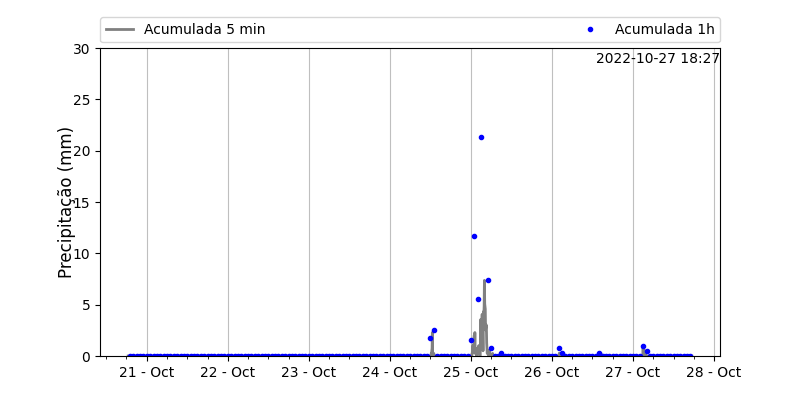 Acumulada 5 min
Acumulada 1h
2022-10-27 18:27
Precipitação (mm)
30
25
20
15
10
5
0
21 - Oct
22 - Oct
23 - Oct
24 - Oct
25 - Oct
26 - Oct
27 - Oct
28 - Oct